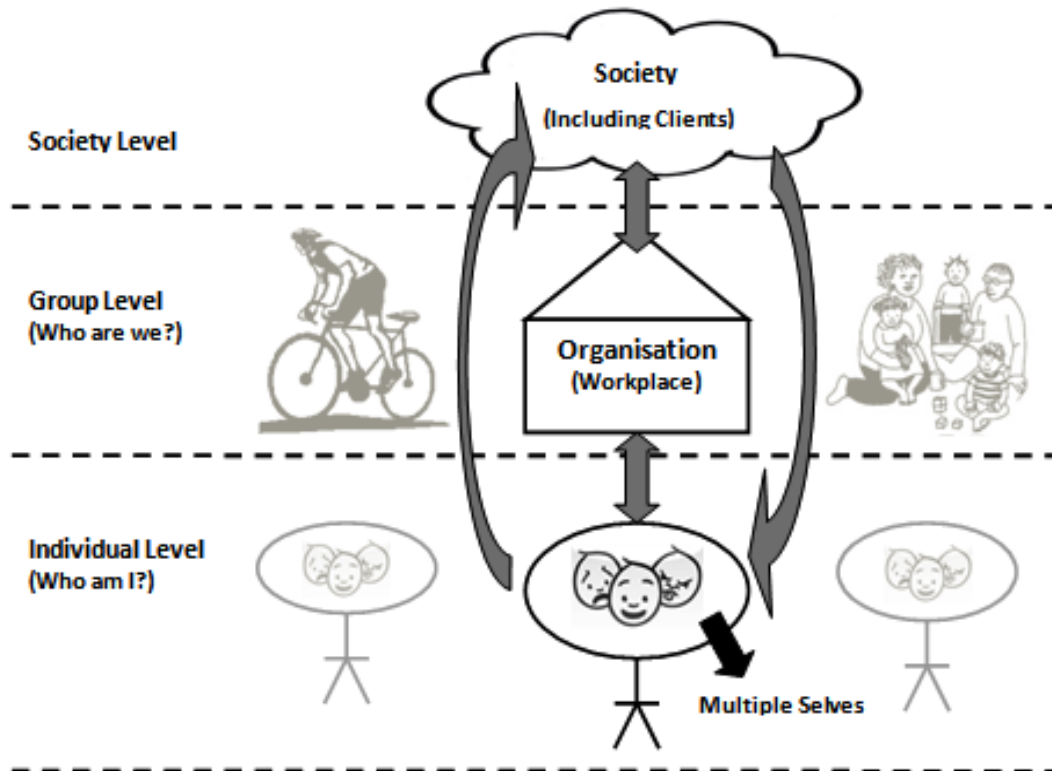 Society
(Including Clients)
Society Level
Group Level
(Who are we?)
Organisation
(Workplace)
Individual Level
(Who am I?)
Multiple Selves